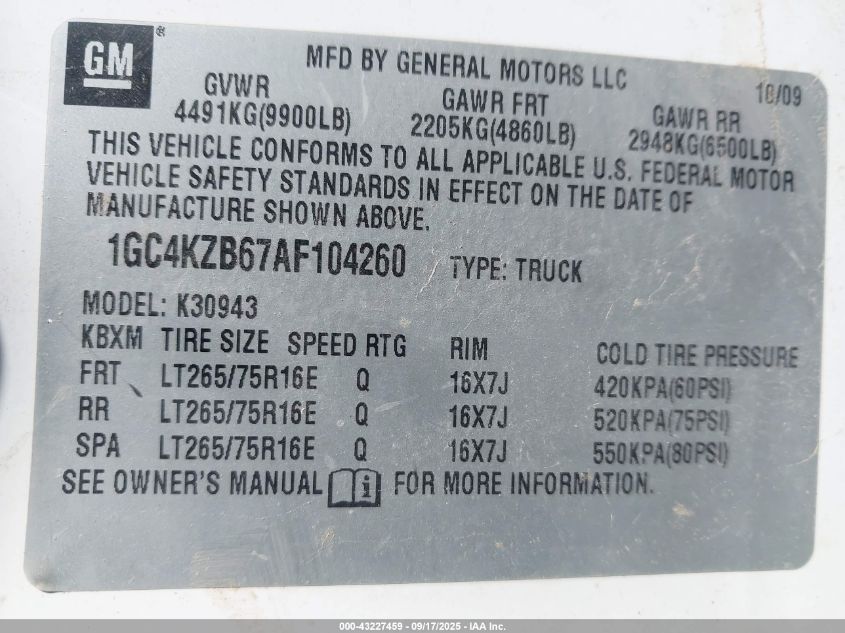 GM ®
MFD BY GENERAL MOTORS LLC
10/09
GVWR
4491KG(9900LB)
GAWR FRT
2205KG(4860LB)
GAWR RR
2948KG(6500LB)
THIS VEHICLE CONFORMS TO ALL APPLICABLE U.S. FEDERAL MOTOR
VEHICLE SAFETY STANDARDS IN EFFECT ON THE DATE OF
MANUFACTURE SHOWN ABOVE.
1GC4KZB67AF104260 TYPE: TRUCK
MODEL: K30943
KBXM TIRE SIZE SPEED RTG RIM COLD TIRE PRESSURE
FRT LT265/75R16E Q 16X7J 420KPA(60PSI)
RR LT265/75R16E Q 16X7J 520KPA(75PSI)
SPA LT265/75R16E Q 16X7J 550KPA(80PSI)
SEE OWNER'S MANUAL i FOR MORE INFORMATION.
000-43227459 - 09/17/2025 - IAA Inc.